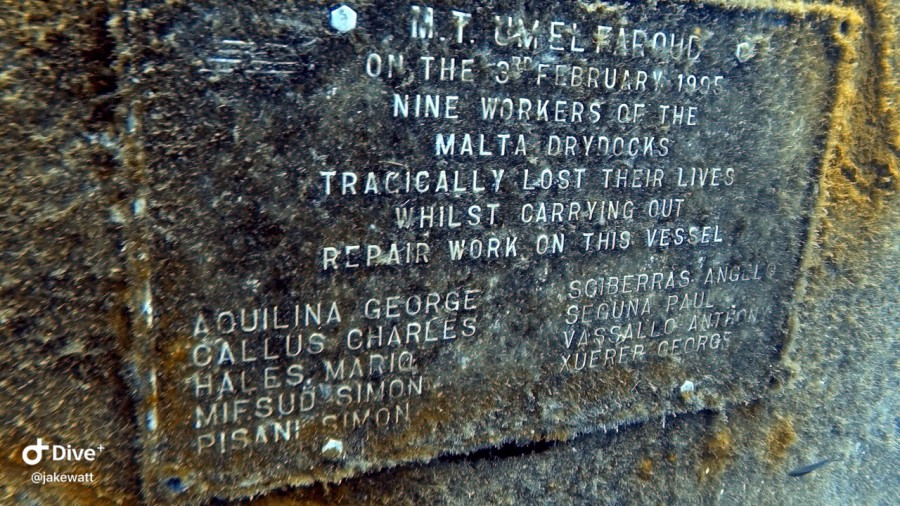 M.T. UM EL FAROUD
ON THE 3RD FEBRUARY 1995
NINE WORKERS OF THE
MALTA DRYDOCKS
TRAGICALLY LOST THEIR LIVES
WHILST CARRYING OUT
REPAIR WORK ON THIS VESSEL
AQUILINA GEORGE
CALLUS CHARLES
HALES MARIO
MIFSUD SIMON
PISANI SIMON
SCIBERRAS ANGELO
SEGUNA PAUL
VASSALLO ANTHONY
XUEREB GEORGE
Dive+
@jakewatt